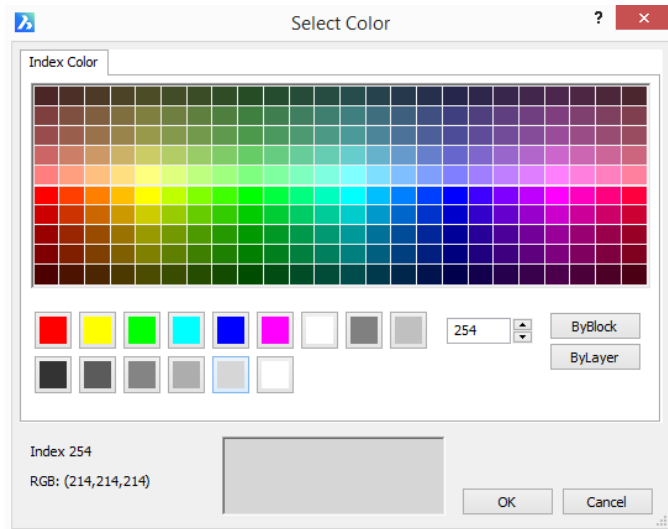 Select Color
?
Index Color
254
ByBlock
ByLayer
Index 254
RGB: (214,214,214)
OK
Cancel